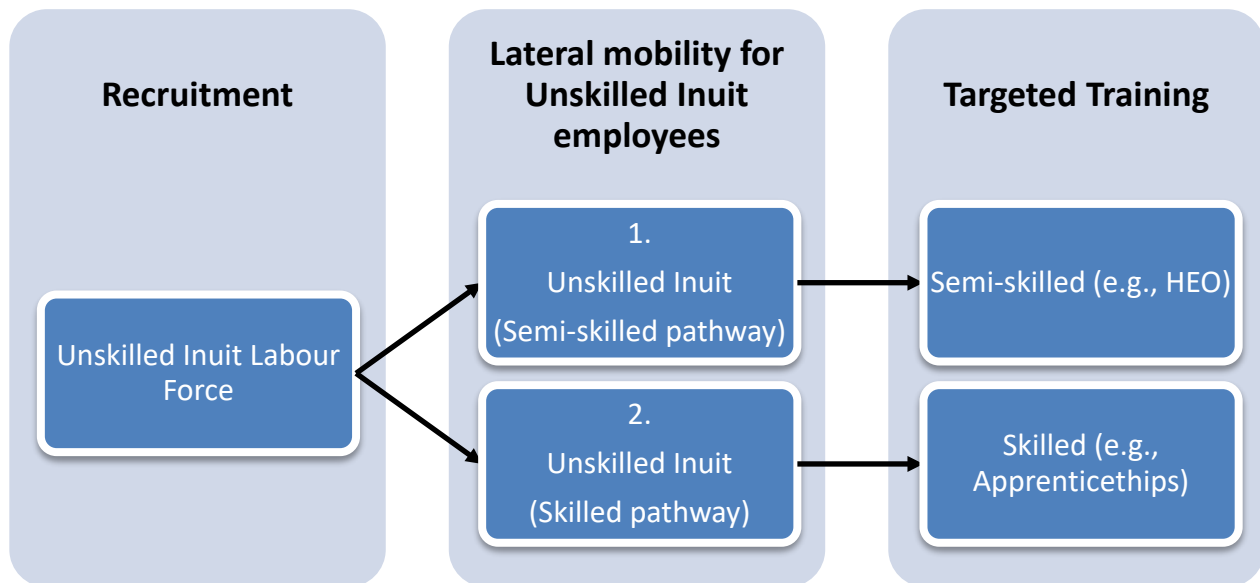 Recruitment
Unskilled Inuit Labour
Force
Lateral mobility for
Unskilled Inuit
employees
1.
Unskilled Inuit
(Semi-skilled pathway)
2.
Unskilled Inuit
(Skilled pathway)
Targeted Training
Semi-skilled (e.g., HEO)
Skilled (e.g.,
Apprenticethips)